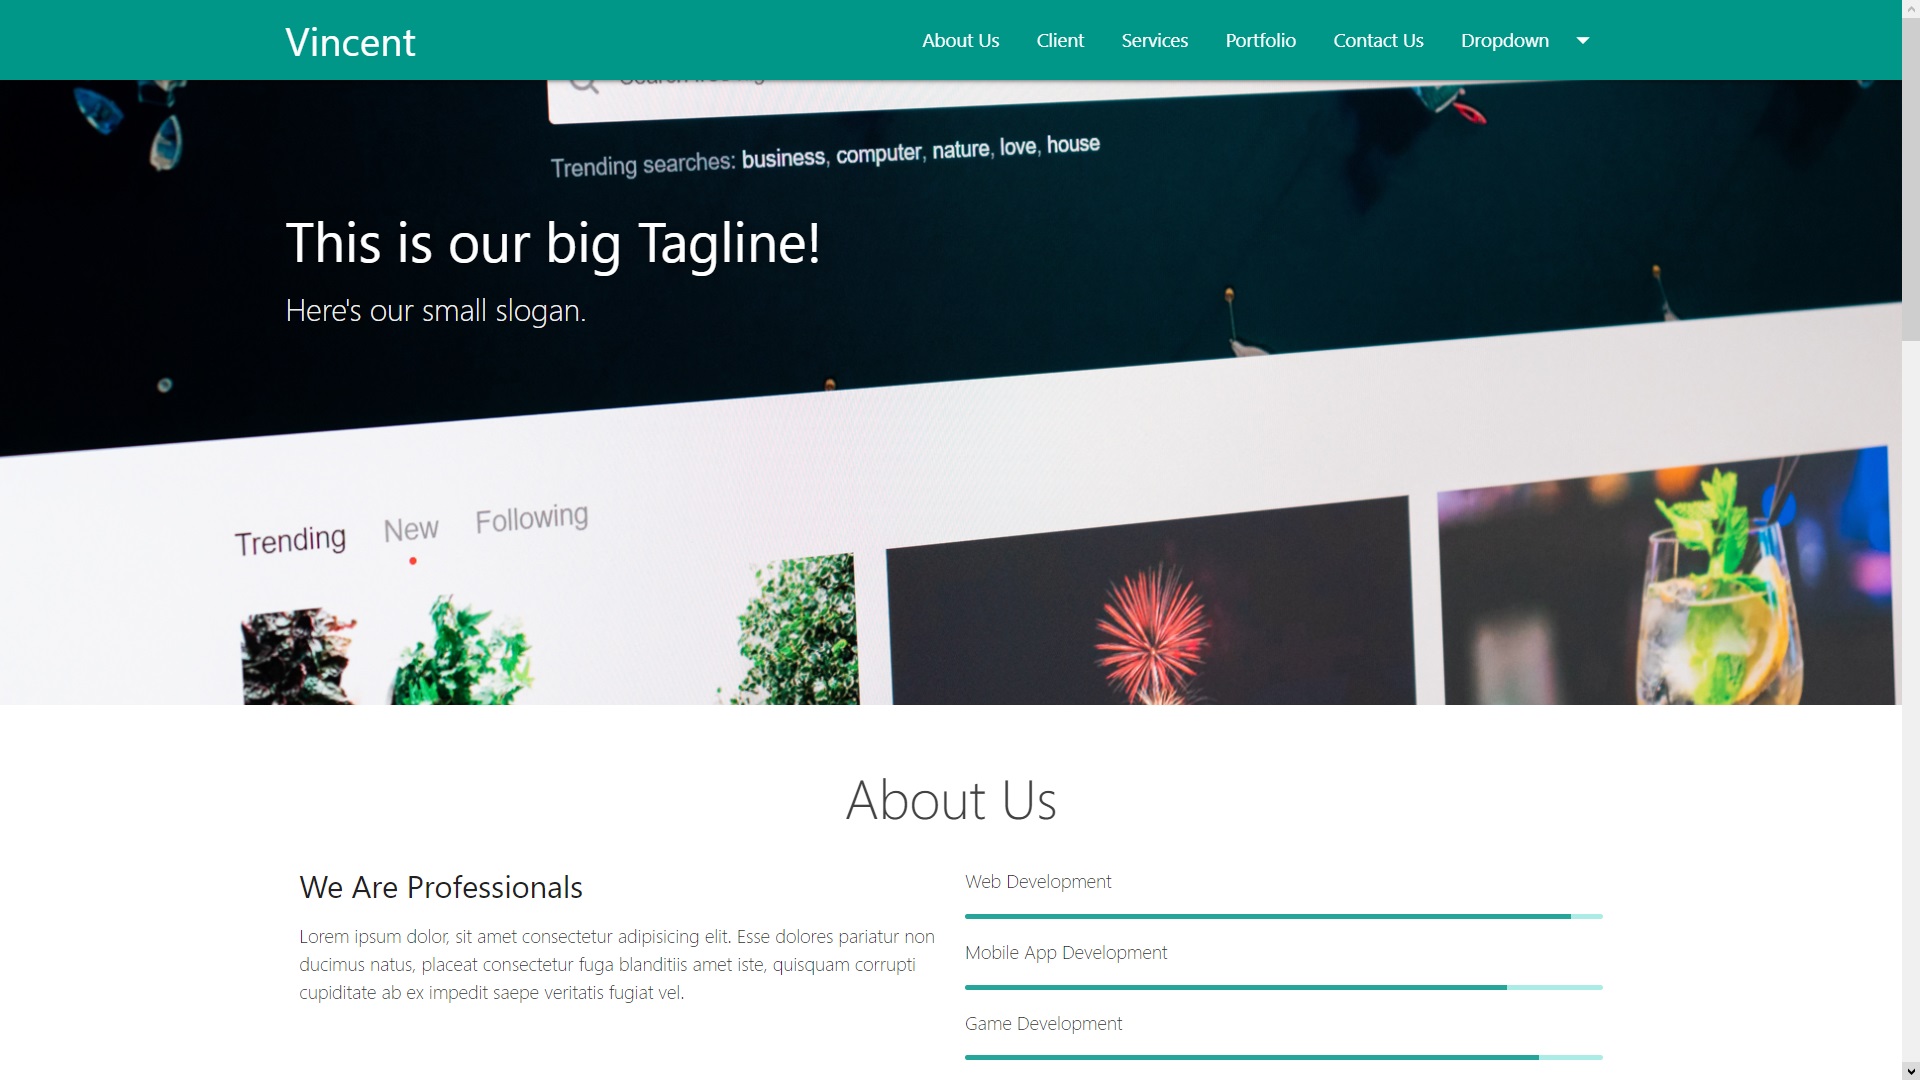 Vincent
About Us Client Services Portfolio Contact Us Dropdown
Trending searches: business, computer, nature, love, house
This is our big Tagline!
Here's our small slogan.
Trending New Following
About Us
We Are Professionals
Lorem ipsum dolor, sit amet consectetur adipisicing elit. Esse dolores pariatur non
ducimus natus, placeat consectetur fuga blanditiis amet iste, quisquam corrupti
cupiditate ab ex impedit saepe veritatis fugiat vel.
Web Development
Mobile App Development
Game Development